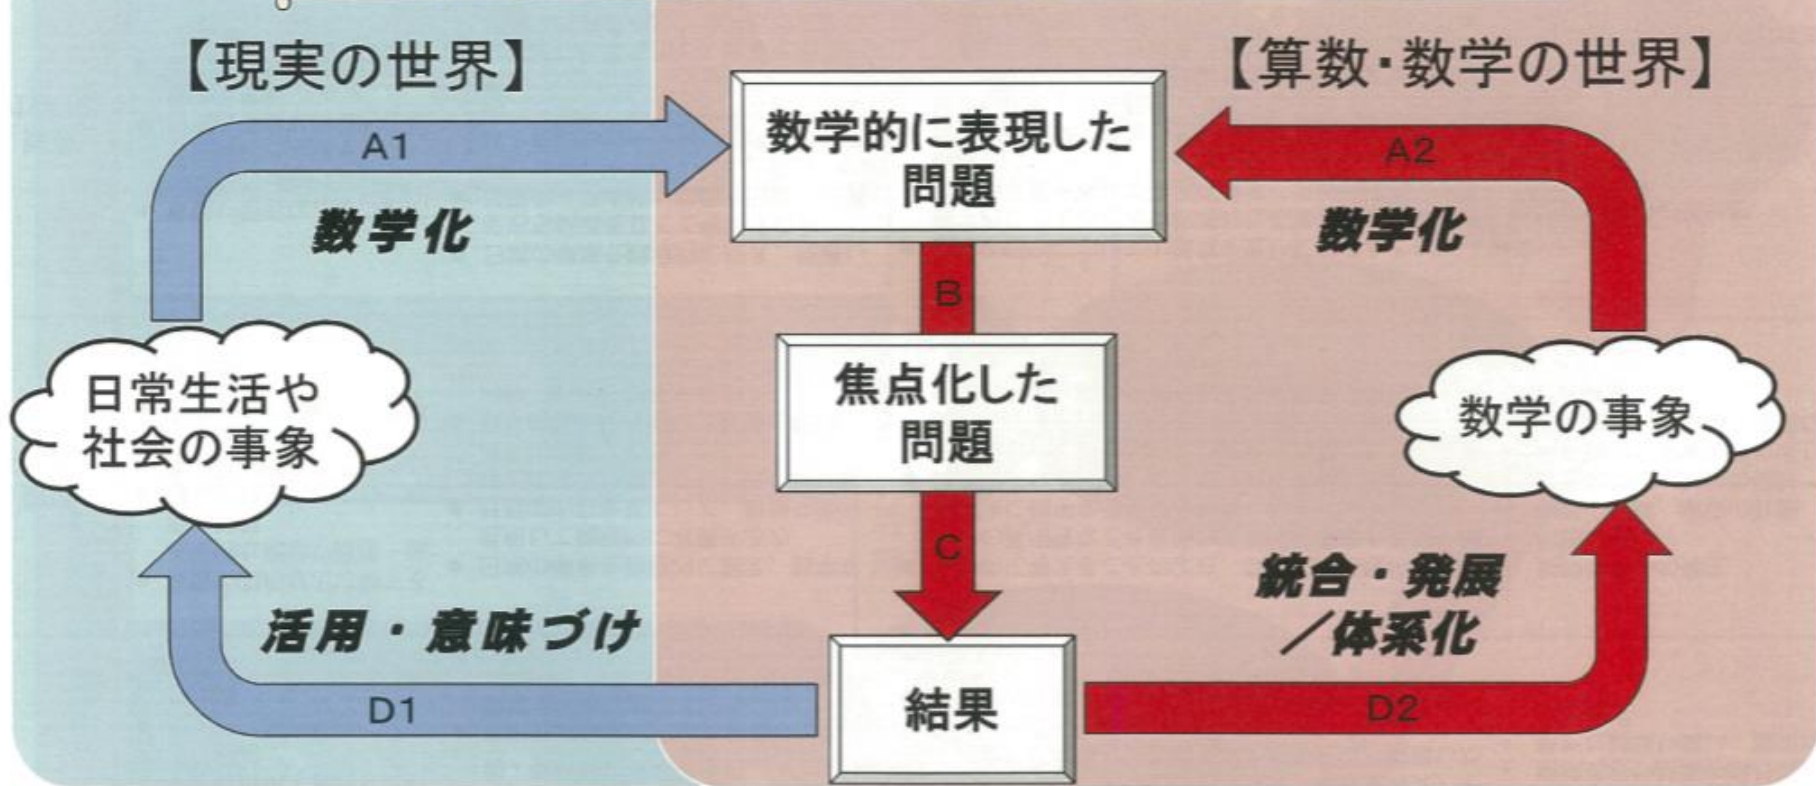 【現実の世界】
【算数・数学の世界】
A1
数学化
数学的に表現した
問題
A2
数学化
B
日常生活や
社会の事象
焦点化した
問題
数学の事象
C
活用・意味づけ
D1
結果
統合・発展
／体系化
D2